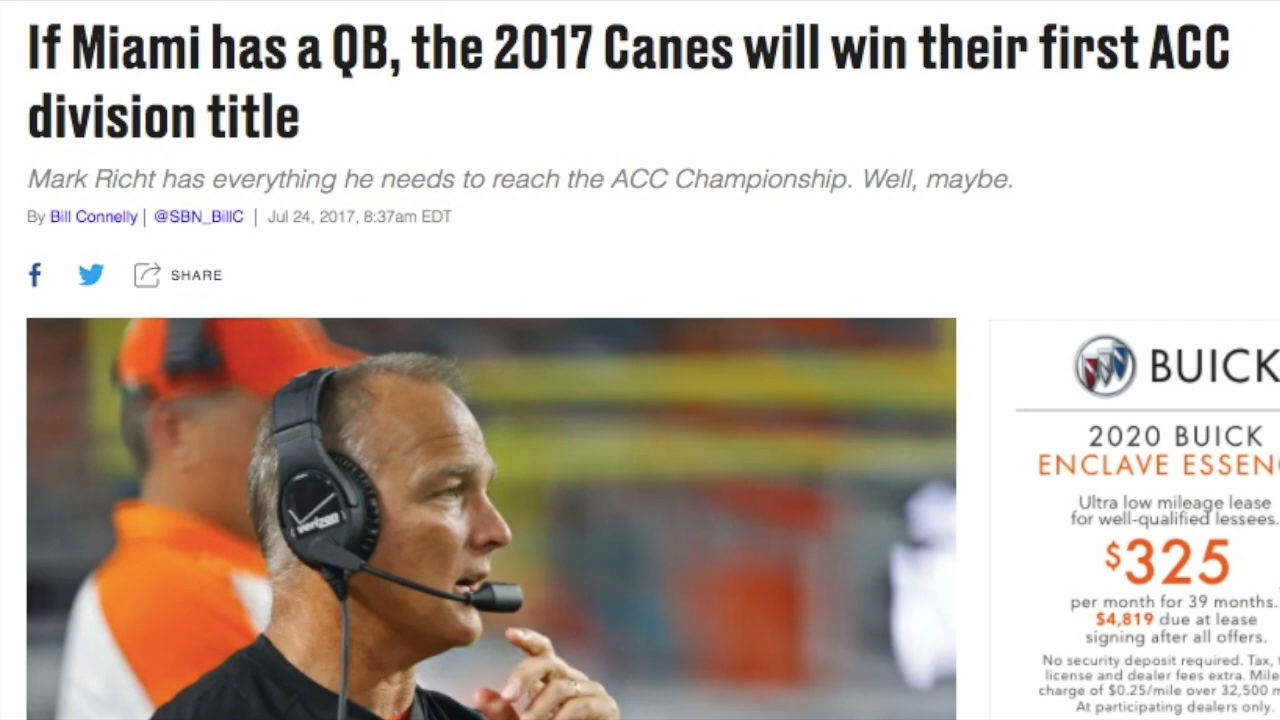 If Miami has a QB, the 2017 Canes will win their first ACC
division title
Mark Richt has everything he needs to reach the ACC Championship. Well, maybe.
By Bill Connelly | @SBN_BillC | Jul 24, 2017, 8:37am EDT
SHARE
verizon
BUICK
2020 BUICK
ENCLAVE ESSEN
Ultra low mileage lease
for well-qualified lessees.
$325
per month for 39 months.
$4,819 due at lease
signing after all offers.
No security deposit required. Tax,
license and dealer fees extra. Mile
charge of $0.25/mile over 32,500 m
At participating dealers only.